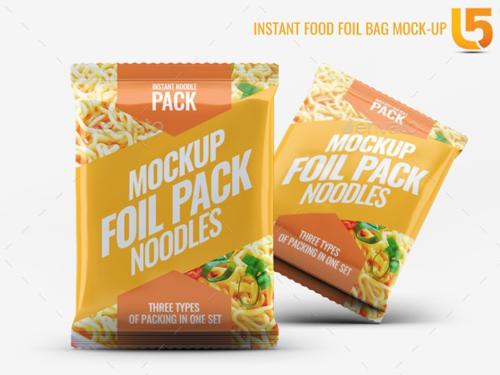 INSTANT FOOD FOIL BAG MOCK-UP L5
INSTANT NOODLE
PACK
MOCKUP
FOIL PACK
NOODLES
THREE TYPES
OF PACKING IN ONE SET
PACK
MOCKUP
FOIL PACK
NOODLES
THREE TYPES
OF PACKING IN ONE SET